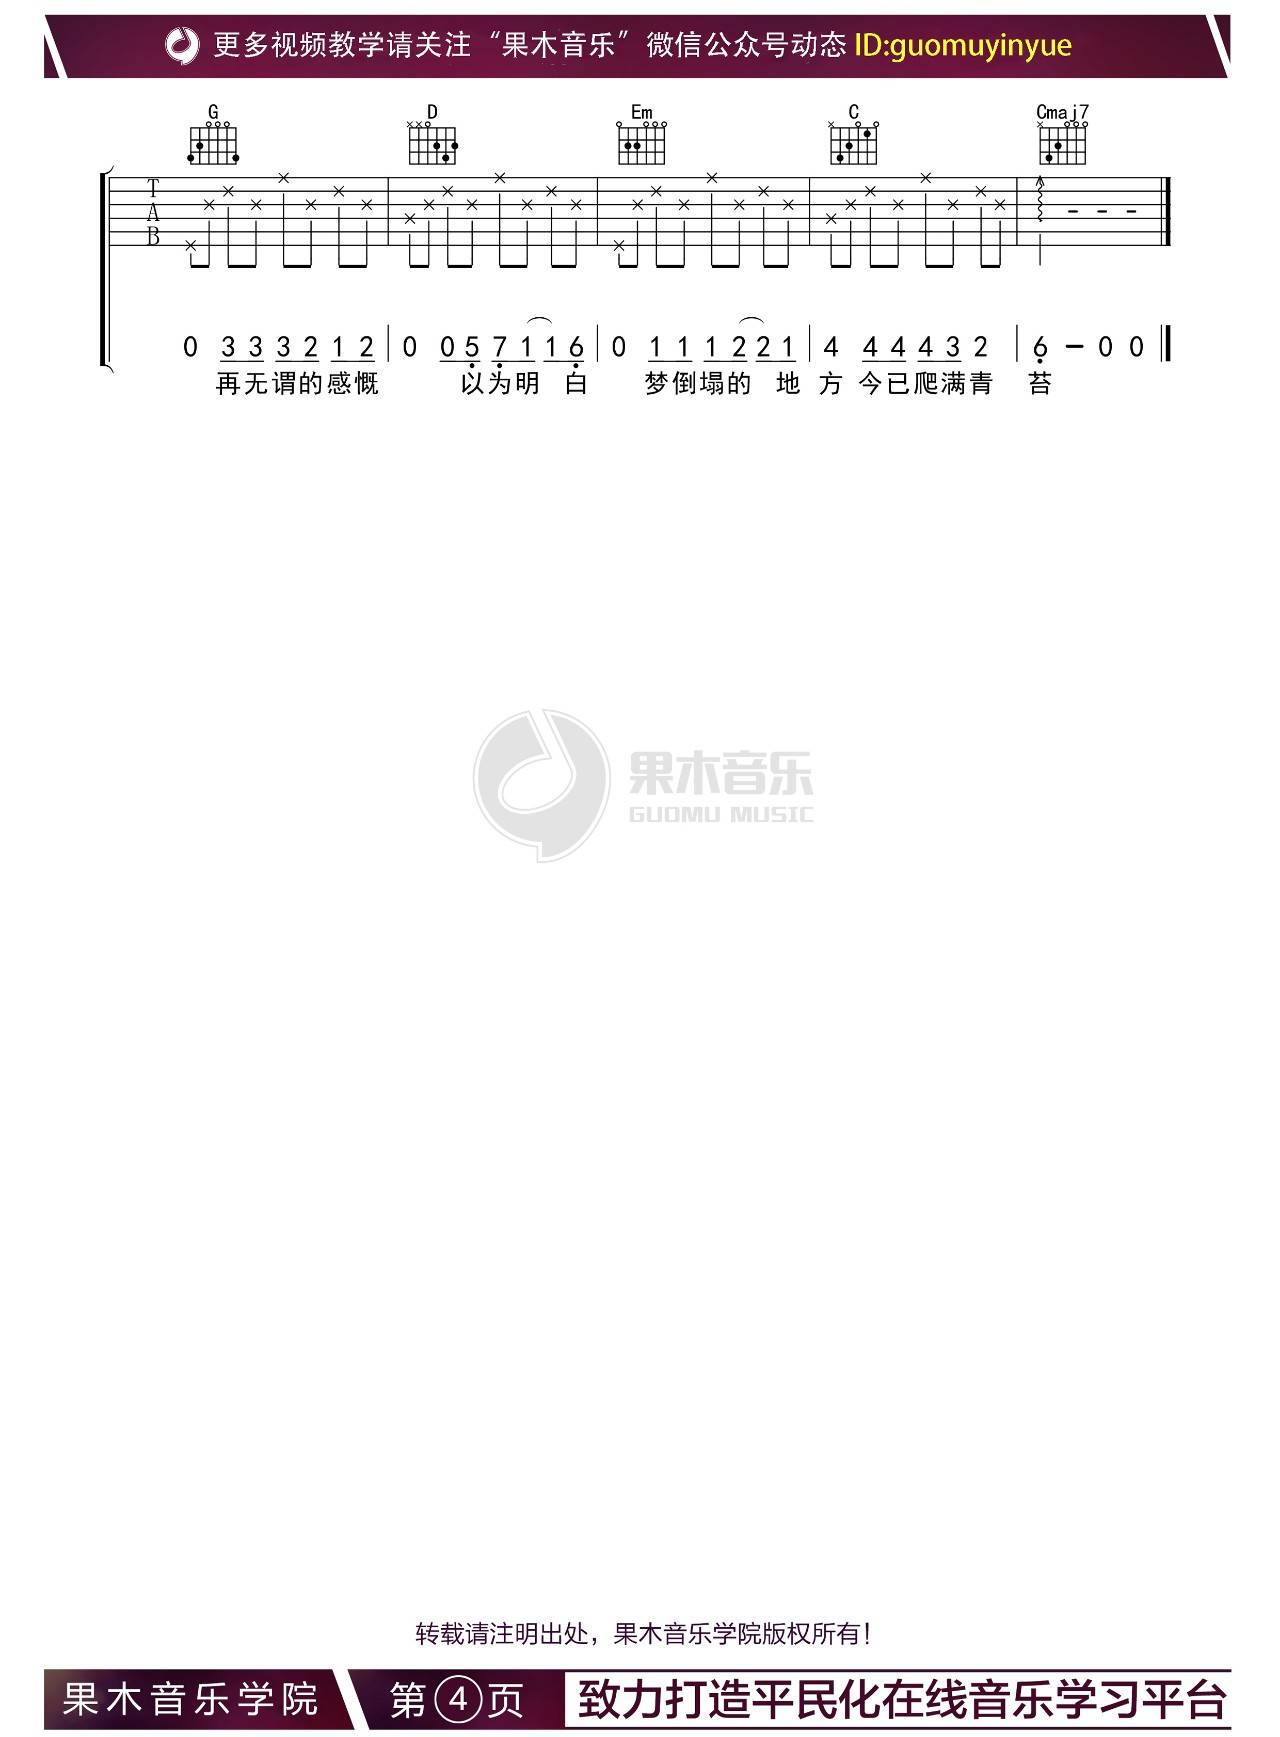 更多视频教学请关注“果木音乐”微信公众号动态 ID:guomuyinyue
G D Em C Cmaj7
T
A
B
0 3 3 3 2 1 2 | 0 0 5 7 1 1 6 | 0 1 1 1 2 2 1 | 4 4 4 4 3 2 | 6 – 0 0
再无谓的感慨 以为明 白 梦倒塌的 地 方 今已爬满青 苔
果木音乐
GUOMU MUSIC
转载请注明出处，果木音乐学院版权所有！
果木音乐学院 第④页 致力打造平民化在线音乐学习平台